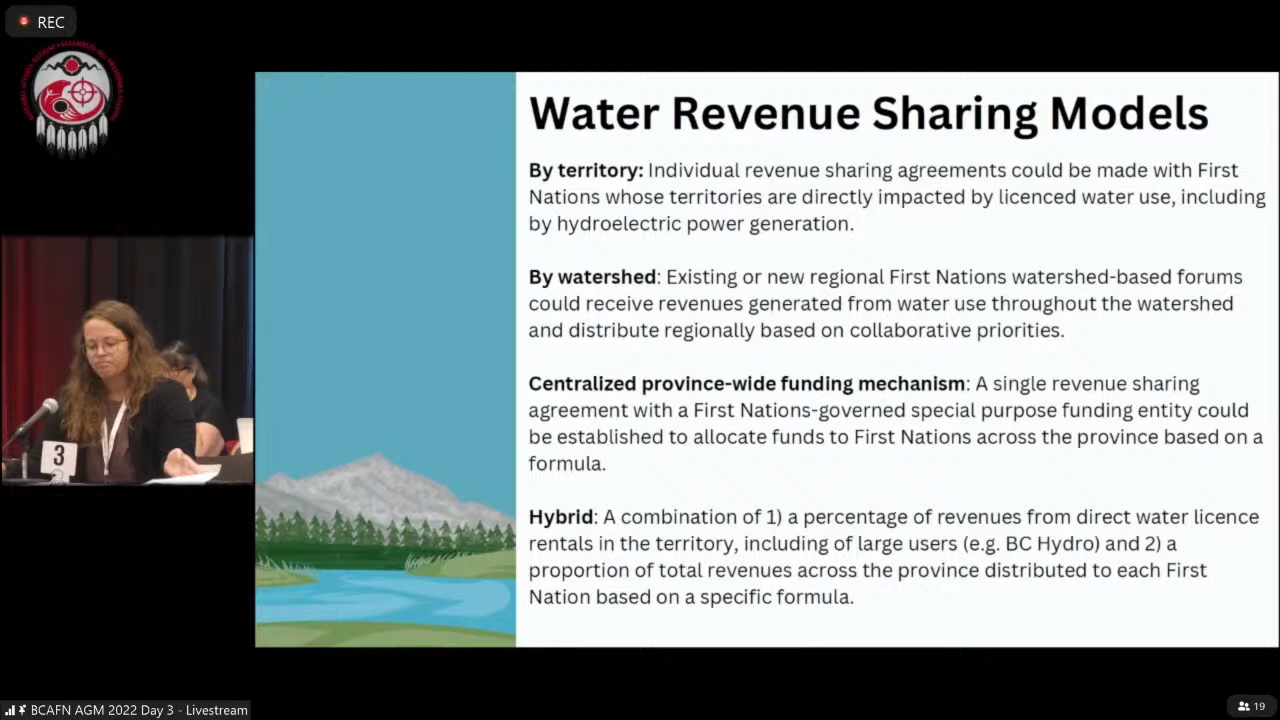 REC
Water Revenue Sharing Models
By territory: Individual revenue sharing agreements could be made with First
Nations whose territories are directly impacted by licenced water use, including
by hydroelectric power generation.
By watershed: Existing or new regional First Nations watershed-based forums
could receive revenues generated from water use throughout the watershed
and distribute regionally based on collaborative priorities.
Centralized province-wide funding mechanism: A single revenue sharing
agreement with a First Nations-governed special purpose funding entity could
be established to allocate funds to First Nations across the province based on a
formula.
Hybrid: A combination of 1) a percentage of revenues from direct water licence
rentals in the territory, including of large users (e.g. BC Hydro) and 2) a
proportion of total revenues across the province distributed to each First
Nation based on a specific formula.
3
BCAFN AGM 2022 Day 3 - Livestream
19